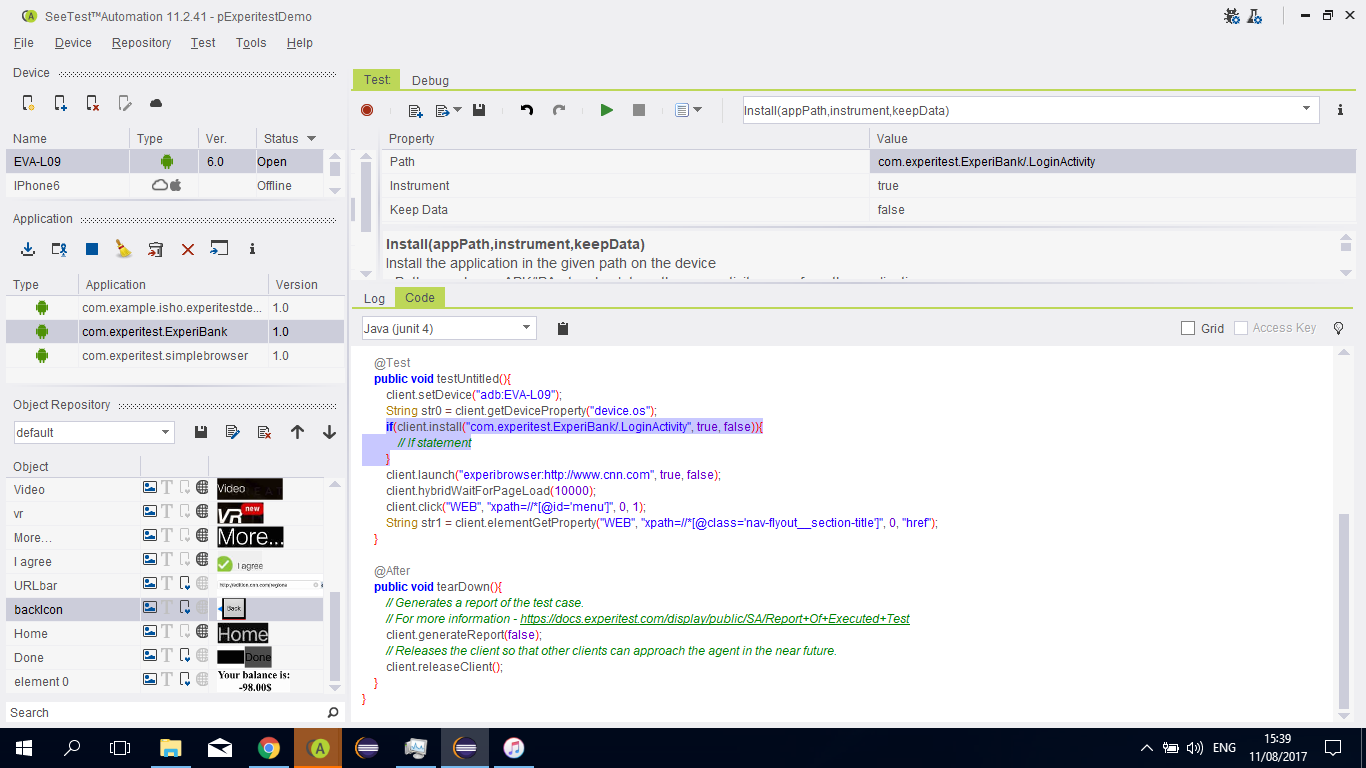 SeeTest™Automation 11.2.41 - pExperitestDemo
File Device Repository Test Tools Help
Device
Name Type Ver. Status
EVA-L09 6.0 Open
IPhone6 Offline
Application
Type Application Version
com.example.isho.experitestde... 1.0
com.experitest.ExperiBank 1.0
com.experitest.simplebrowser 1.0
Object Repository
default
Object
Video Video
vr VR new
More... More...
I agree I agree
URLbar http://edition.cnn.com/regions
backIcon Back
Home Home
Done Done
element 0 Your balance is:
-98.00$
Search
Test: Debug
Install(appPath,instrument,keepData)
Property Value
Path com.experitest.ExperiBank/.LoginActivity
Instrument true
Keep Data false
Install(appPath,instrument,keepData)
Install the application in the given path on the device
Log Code
Java (junit 4) Grid Access Key
@Test
public void testUntitled(){
client.setDevice("adb:EVA-L09");
String str0 = client.getDeviceProperty("device.os");
if(client.install("com.experitest.ExperiBank/.LoginActivity", true, false)){
// If statement
}
client.launch("experibrowser:http://www.cnn.com", true, false);
client.hybridWaitForPageLoad(10000);
client.click("WEB", "xpath=//*[@id='menu']", 0, 1);
String str1 = client.elementGetProperty("WEB", "xpath=//*[@class='nav-flyout__section-title']", 0, "href");
}
@After
public void tearDown(){
// Generates a report of the test case.
// For more information - https://docs.experitest.com/display/public/SA/Report+Of+Executed+Test
client.generateReport(false);
// Releases the client so that other clients can approach the agent in the near future.
client.releaseClient();
}
}
ENG
15:39
11/08/2017